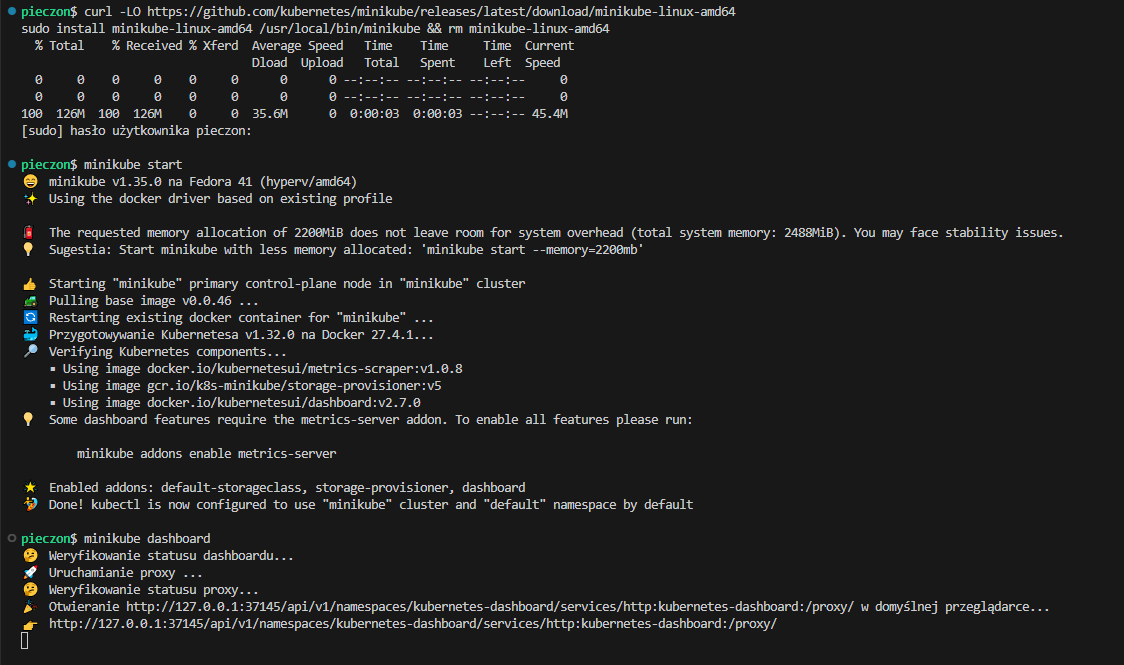 pieczon$ curl -LO https://github.com/kubernetes/minikube/releases/latest/download/minikube-linux-amd64
sudo install minikube-linux-amd64 /usr/local/bin/minikube && rm minikube-linux-amd64
% Total % Received % Xferd Average Speed Time Time Time Current
Dload Upload Total Spent Left Speed
0 0 0 0 0 0 0 0 --:--:-- --:--:-- --:--:-- 0
0 0 0 0 0 0 0 0 --:--:-- --:--:-- --:--:-- 0
100 126M 100 126M 0 0 35.6M 0 0:00:03 0:00:03 --:--:-- 45.4M
[sudo] hasło użytkownika pieczon:
pieczon$ minikube start
😄 minikube v1.35.0 na Fedora 41 (hyperv/amd64)
✨ Using the docker driver based on existing profile
🧯 The requested memory allocation of 2200MiB does not leave room for system overhead (total system memory: 2488MiB). You may face stability issues.
💡 Sugestia: Start minikube with less memory allocated: 'minikube start --memory=2200mb'
👍 Starting "minikube" primary control-plane node in "minikube" cluster
🚜 Pulling base image v0.0.46 ...
🔄 Restarting existing docker container for "minikube" ...
🐳 Przygotowywanie Kubernetesa v1.32.0 na Docker 27.4.1...
🔎 Verifying Kubernetes components...
▪ Using image docker.io/kubernetesui/metrics-scraper:v1.0.8
▪ Using image gcr.io/k8s-minikube/storage-provisioner:v5
▪ Using image docker.io/kubernetesui/dashboard:v2.7.0
💡 Some dashboard features require the metrics-server addon. To enable all features please run:
minikube addons enable metrics-server
🌟 Enabled addons: default-storageclass, storage-provisioner, dashboard
🏄 Done! kubectl is now configured to use "minikube" cluster and "default" namespace by default
pieczon$ minikube dashboard
🤔 Weryfikowanie statusu dashboardu...
🚀 Uruchamianie proxy ...
🤔 Weryfikowanie statusu proxy...
🎉 Otwieranie http://127.0.0.1:37145/api/v1/namespaces/kubernetes-dashboard/services/http:kubernetes-dashboard:/proxy/ w domyślnej przeglądarce...
👉 http://127.0.0.1:37145/api/v1/namespaces/kubernetes-dashboard/services/http:kubernetes-dashboard:/proxy/